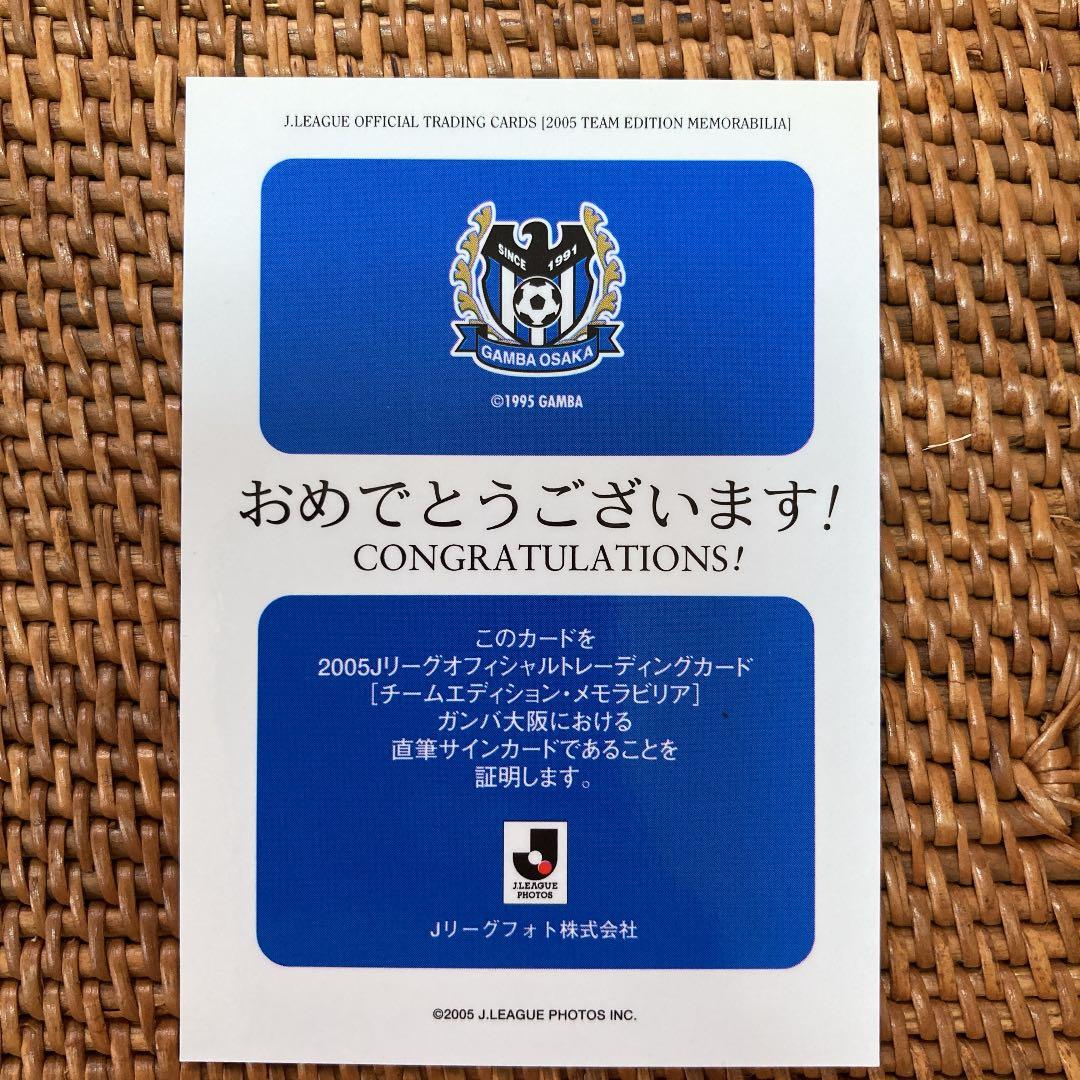 J.LEAGUE OFFICIAL TRADING CARDS [2005 TEAM EDITION MEMORABILIA]
SINCE 1991
GAMBA OSAKA
©1995 GAMBA
おめでとうございます!
CONGRATULATIONS!
このカードを
2005Jリーグオフィシャルトレーディングカード
[チームエディション・メモラビリア]
ガンバ大阪における
直筆サインカードであることを
証明します。
J.LEAGUE
PHOTOS
Jリーグフォト株式会社
©2005 J.LEAGUE PHOTOS INC.